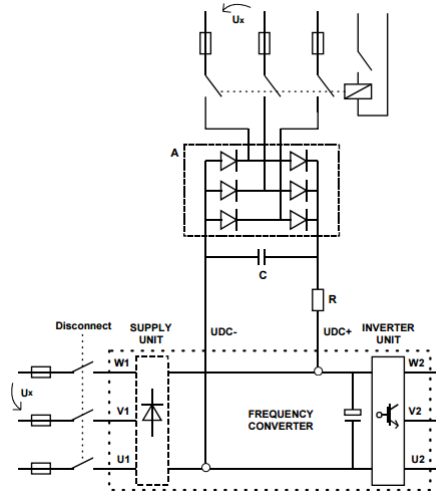 Ux
A
C
R
Disconnect
SUPPLY
UNIT
UDC-
UDC+
INVERTER
UNIT
W1
W2
Ux
V1
FREQUENCY
CONVERTER
V2
U1
U2